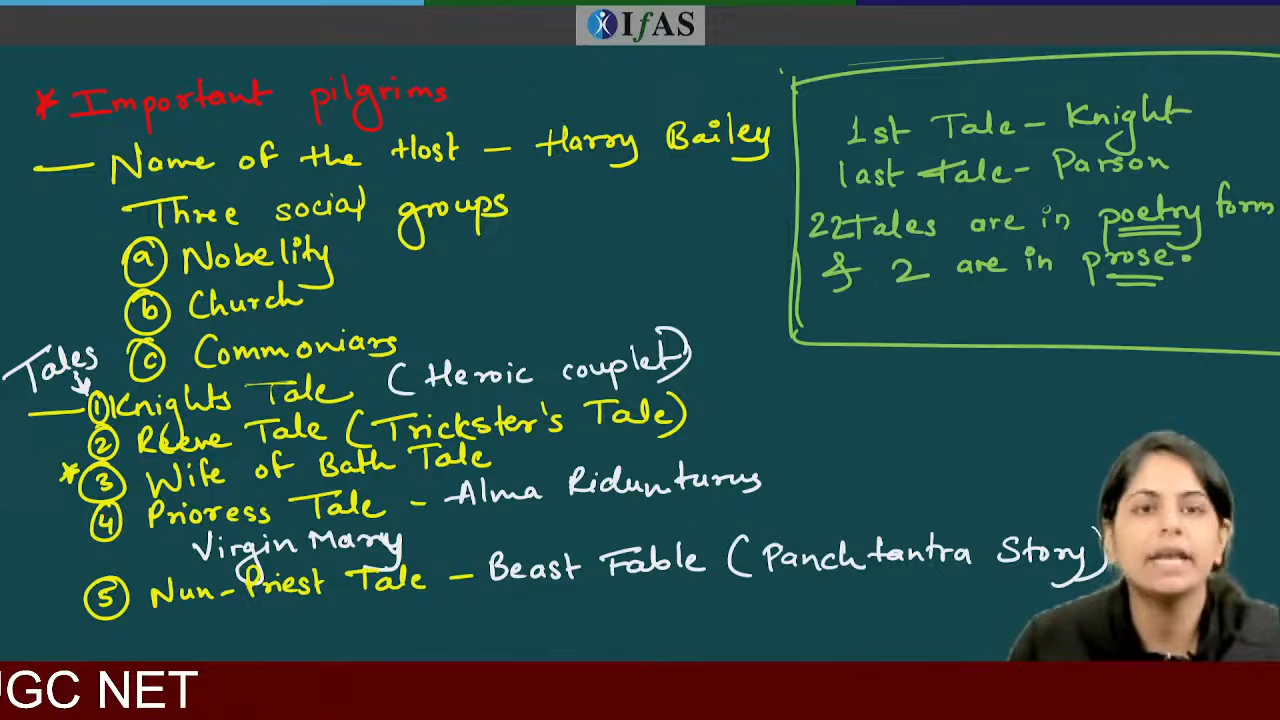 IfAS
* Important pilgrims
— Name of the Host - Harry Bailey
Three social groups
a Nobelity
b Church
c Commonians
Tales
— 1 Knights Tale (Heroic couplet)
2 Reeve Tale (Trickster's Tale)
* 3 Wife of Bath Tale
4 Prioress Tale - Alma Ridumturus
Virgin Mary
5 Nun-Priest Tale - Beast Fable (Panchtantra Story)
1st Tale - Knight
last Tale - Parson
22 Tales are in poetry form
& 2 are in prose.
UGC NET